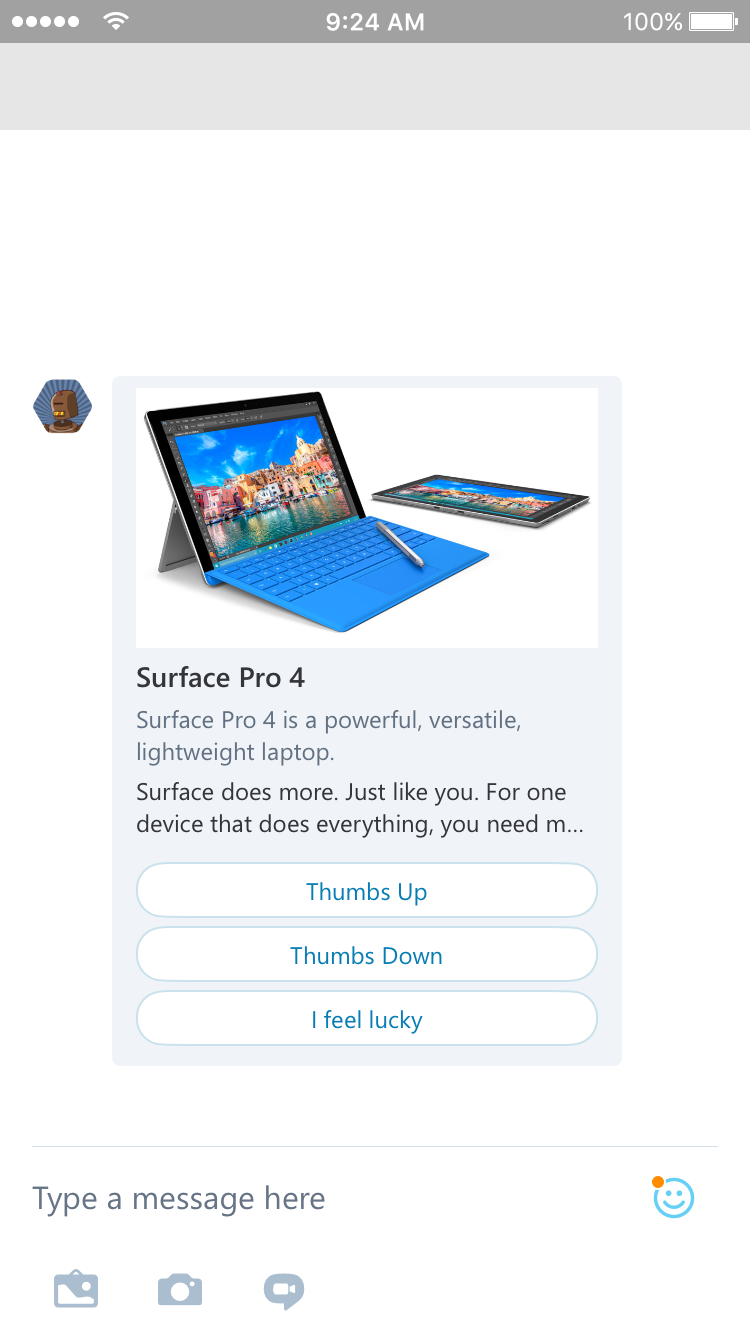 9:24 AM
100%
Surface Pro 4
Surface Pro 4 is a powerful, versatile,
lightweight laptop.
Surface does more. Just like you. For one
device that does everything, you need m...
Thumbs Up
Thumbs Down
I feel lucky
Type a message here